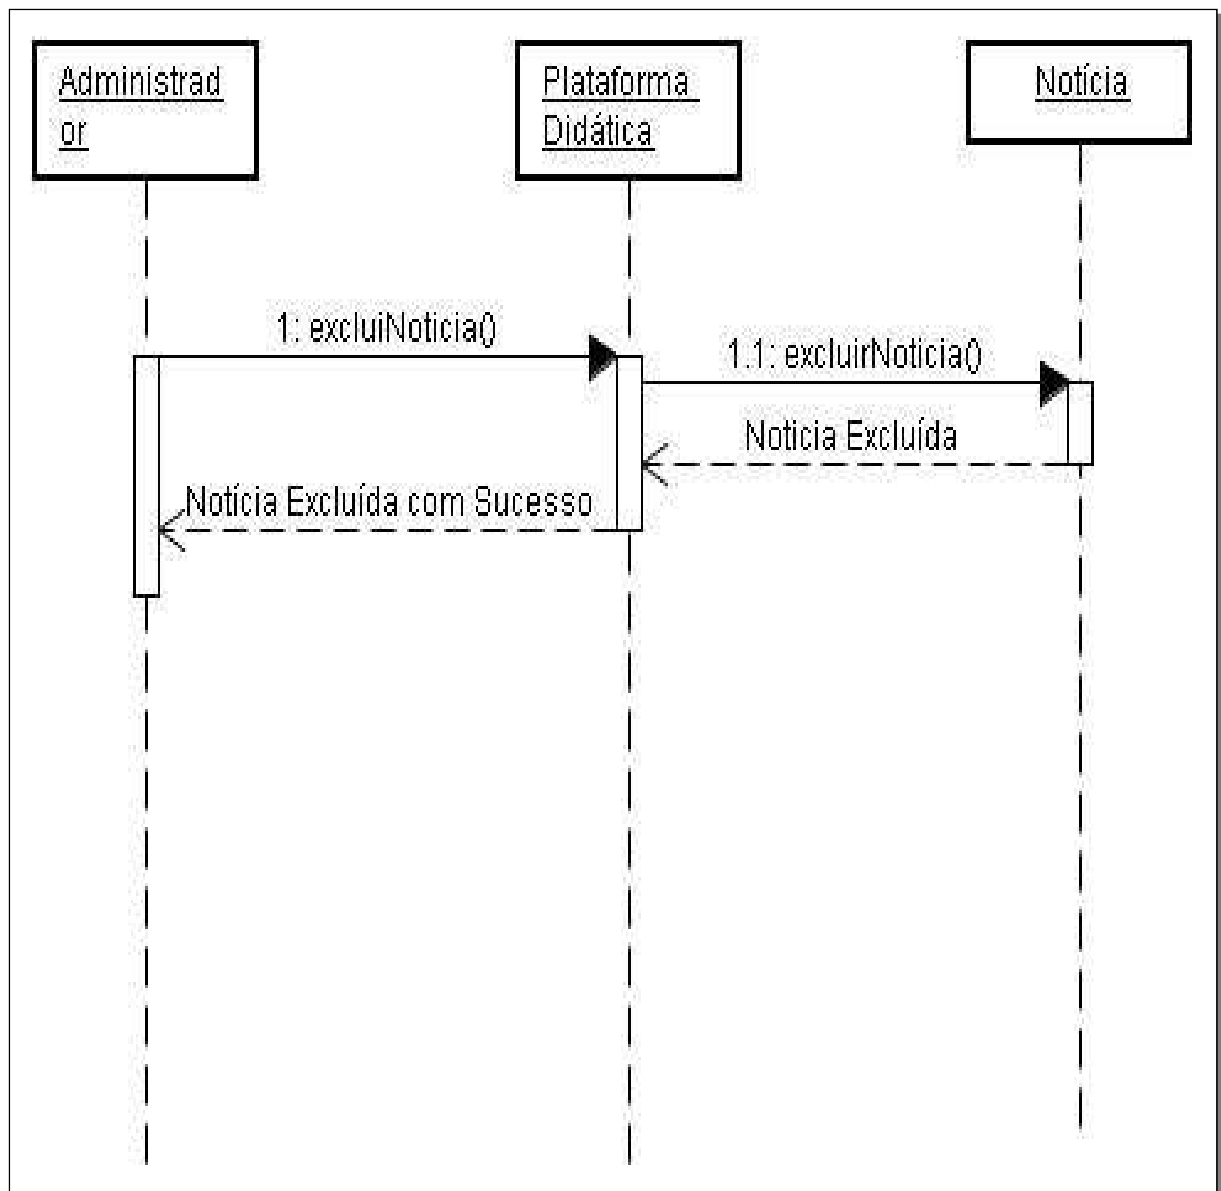 Administrad
or
Plataforma
Didática
Notícia
1: excluiNoticia()
1.1: excluirNoticia()
Noticia Excluída
Notícia Excluída com Sucesso